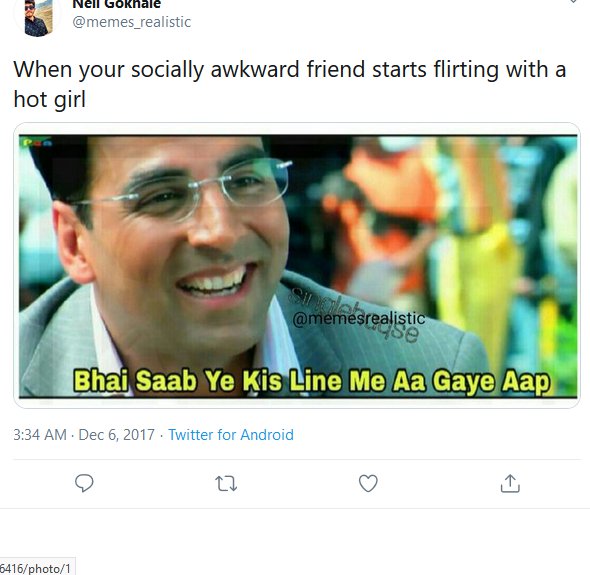 Neil Gokhale
@memes_realistic
When your socially awkward friend starts flirting with a
hot girl
@memesrealistic
Bhai Saab Ye Kis Line Me Aa Gaye Aap
3:34 AM · Dec 6, 2017 · Twitter for Android
6416/photo/1